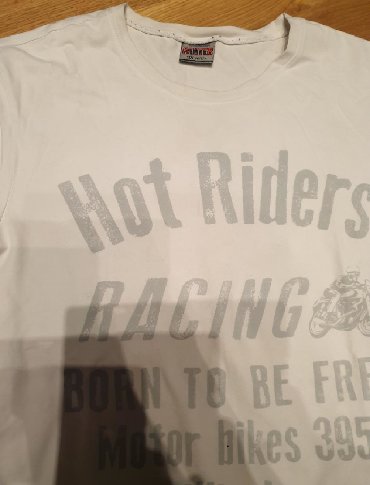 Hot Riders
RACING
BORN TO BE FRE
Motor bikes 395